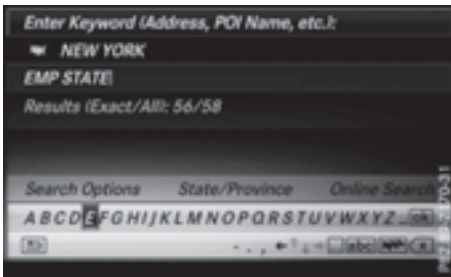 Enter Keyword (Address, POI Name, etc.):
NEW YORK
EMP STATE
Results (Exact/All): 56/58
Search Options State/Province Online Search
A B C D E F G H I J K L M N O P Q R S T U V W X Y Z _ ok
- . , abc